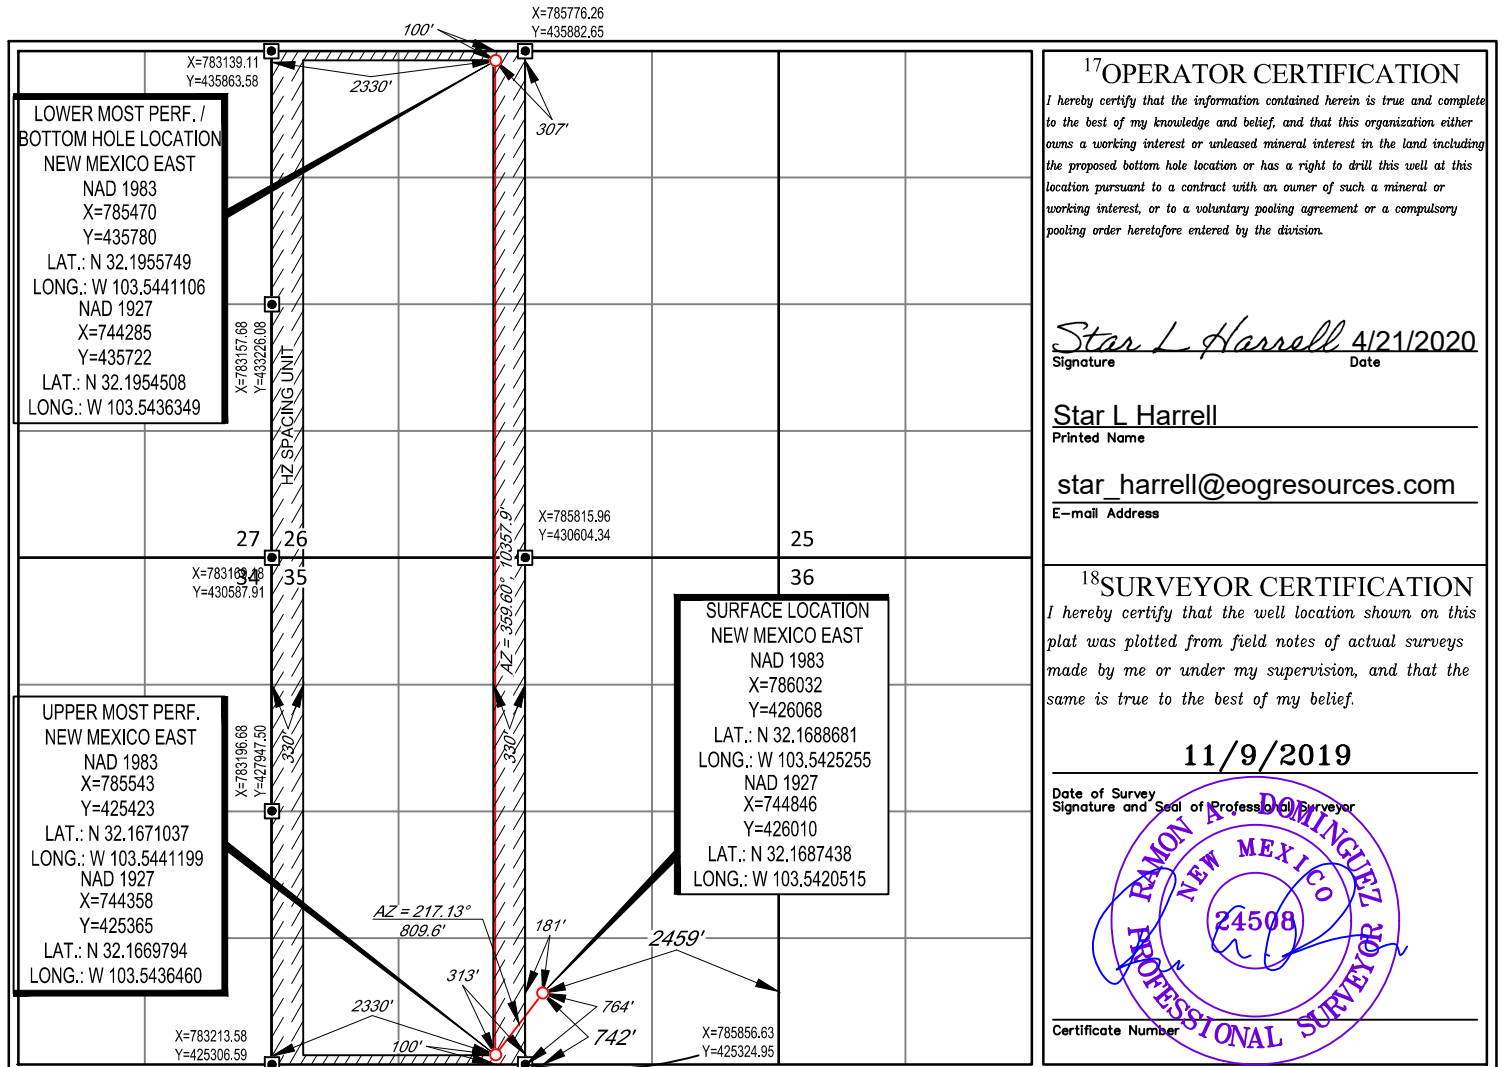 X=785776.26
Y=435882.65
100'
X=783139.11
Y=435863.58
2330'
307'
LOWER MOST PERF. /
BOTTOM HOLE LOCATION
NEW MEXICO EAST
NAD 1983
X=785470
Y=435780
LAT.: N 32.1955749
LONG.: W 103.5441106
NAD 1927
X=744285
Y=435722
LAT.: N 32.1954508
LONG.: W 103.5436349
X=783157.68
Y=433226.08
HZ SPACING UNIT
AZ = 359.60° 10357.9'
X=785815.96
Y=430604.34
27
26
25
34
35
36
Y=430587.91
UPPER MOST PERF.
NEW MEXICO EAST
NAD 1983
X=785543
Y=425423
LAT.: N 32.1671037
LONG.: W 103.5441199
NAD 1927
X=744358
Y=425365
LAT.: N 32.1669794
LONG.: W 103.5436460
X=783196.68
Y=427947.50
330'
330'
SURFACE LOCATION
NEW MEXICO EAST
NAD 1983
X=786032
Y=426068
LAT.: N 32.1688681
LONG.: W 103.5425255
NAD 1927
X=744846
Y=426010
LAT.: N 32.1687438
LONG.: W 103.5420515
AZ = 217.13°
809.6'
181'
2459'
313'
764'
742'
2330'
100'
X=783213.58
Y=425306.59
X=785856.63
Y=425324.95
17OPERATOR CERTIFICATION
I hereby certify that the information contained herein is true and complete
to the best of my knowledge and belief, and that this organization either
owns a working interest or unleased mineral interest in the land including
the proposed bottom hole location or has a right to drill this well at this
location pursuant to a contract with an owner of such a mineral or
working interest, or to a voluntary pooling agreement or a compulsory
pooling order heretofore entered by the division.
Star L Harrell 4/21/2020
Signature Date
Star L Harrell
Printed Name
star_harrell@eogresources.com
E-mail Address
18SURVEYOR CERTIFICATION
I hereby certify that the well location shown on this
plat was plotted from field notes of actual surveys
made by me or under my supervision, and that the
same is true to the best of my belief.
11/9/2019
Date of Survey
Signature and Seal of Professional Surveyor
RAMON A. DOMINGUEZ
NEW MEXICO
24508
PROFESSIONAL SURVEYOR
Certificate Number